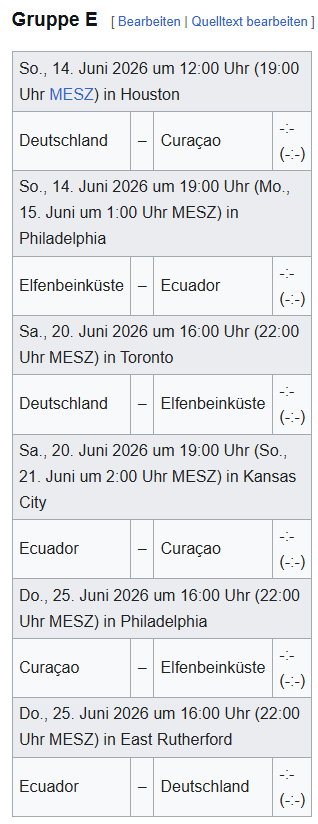 Gruppe E [ Bearbeiten | Quelltext bearbeiten ]
So., 14. Juni 2026 um 12:00 Uhr (19:00
Uhr MESZ) in Houston
Deutschland – Curaçao -:-
(-:-)
So., 14. Juni 2026 um 19:00 Uhr (Mo.,
15. Juni um 1:00 Uhr MESZ) in
Philadelphia
Elfenbeinküste – Ecuador -:-
(-:-)
Sa., 20. Juni 2026 um 16:00 Uhr (22:00
Uhr MESZ) in Toronto
Deutschland – Elfenbeinküste -:-
(-:-)
Sa., 20. Juni 2026 um 19:00 Uhr (So.,
21. Juni um 2:00 Uhr MESZ) in Kansas
City
Ecuador – Curaçao -:-
(-:-)
Do., 25. Juni 2026 um 16:00 Uhr (22:00
Uhr MESZ) in Philadelphia
Curaçao – Elfenbeinküste -:-
(-:-)
Do., 25. Juni 2026 um 16:00 Uhr (22:00
Uhr MESZ) in East Rutherford
Ecuador – Deutschland -:-
(-:-)